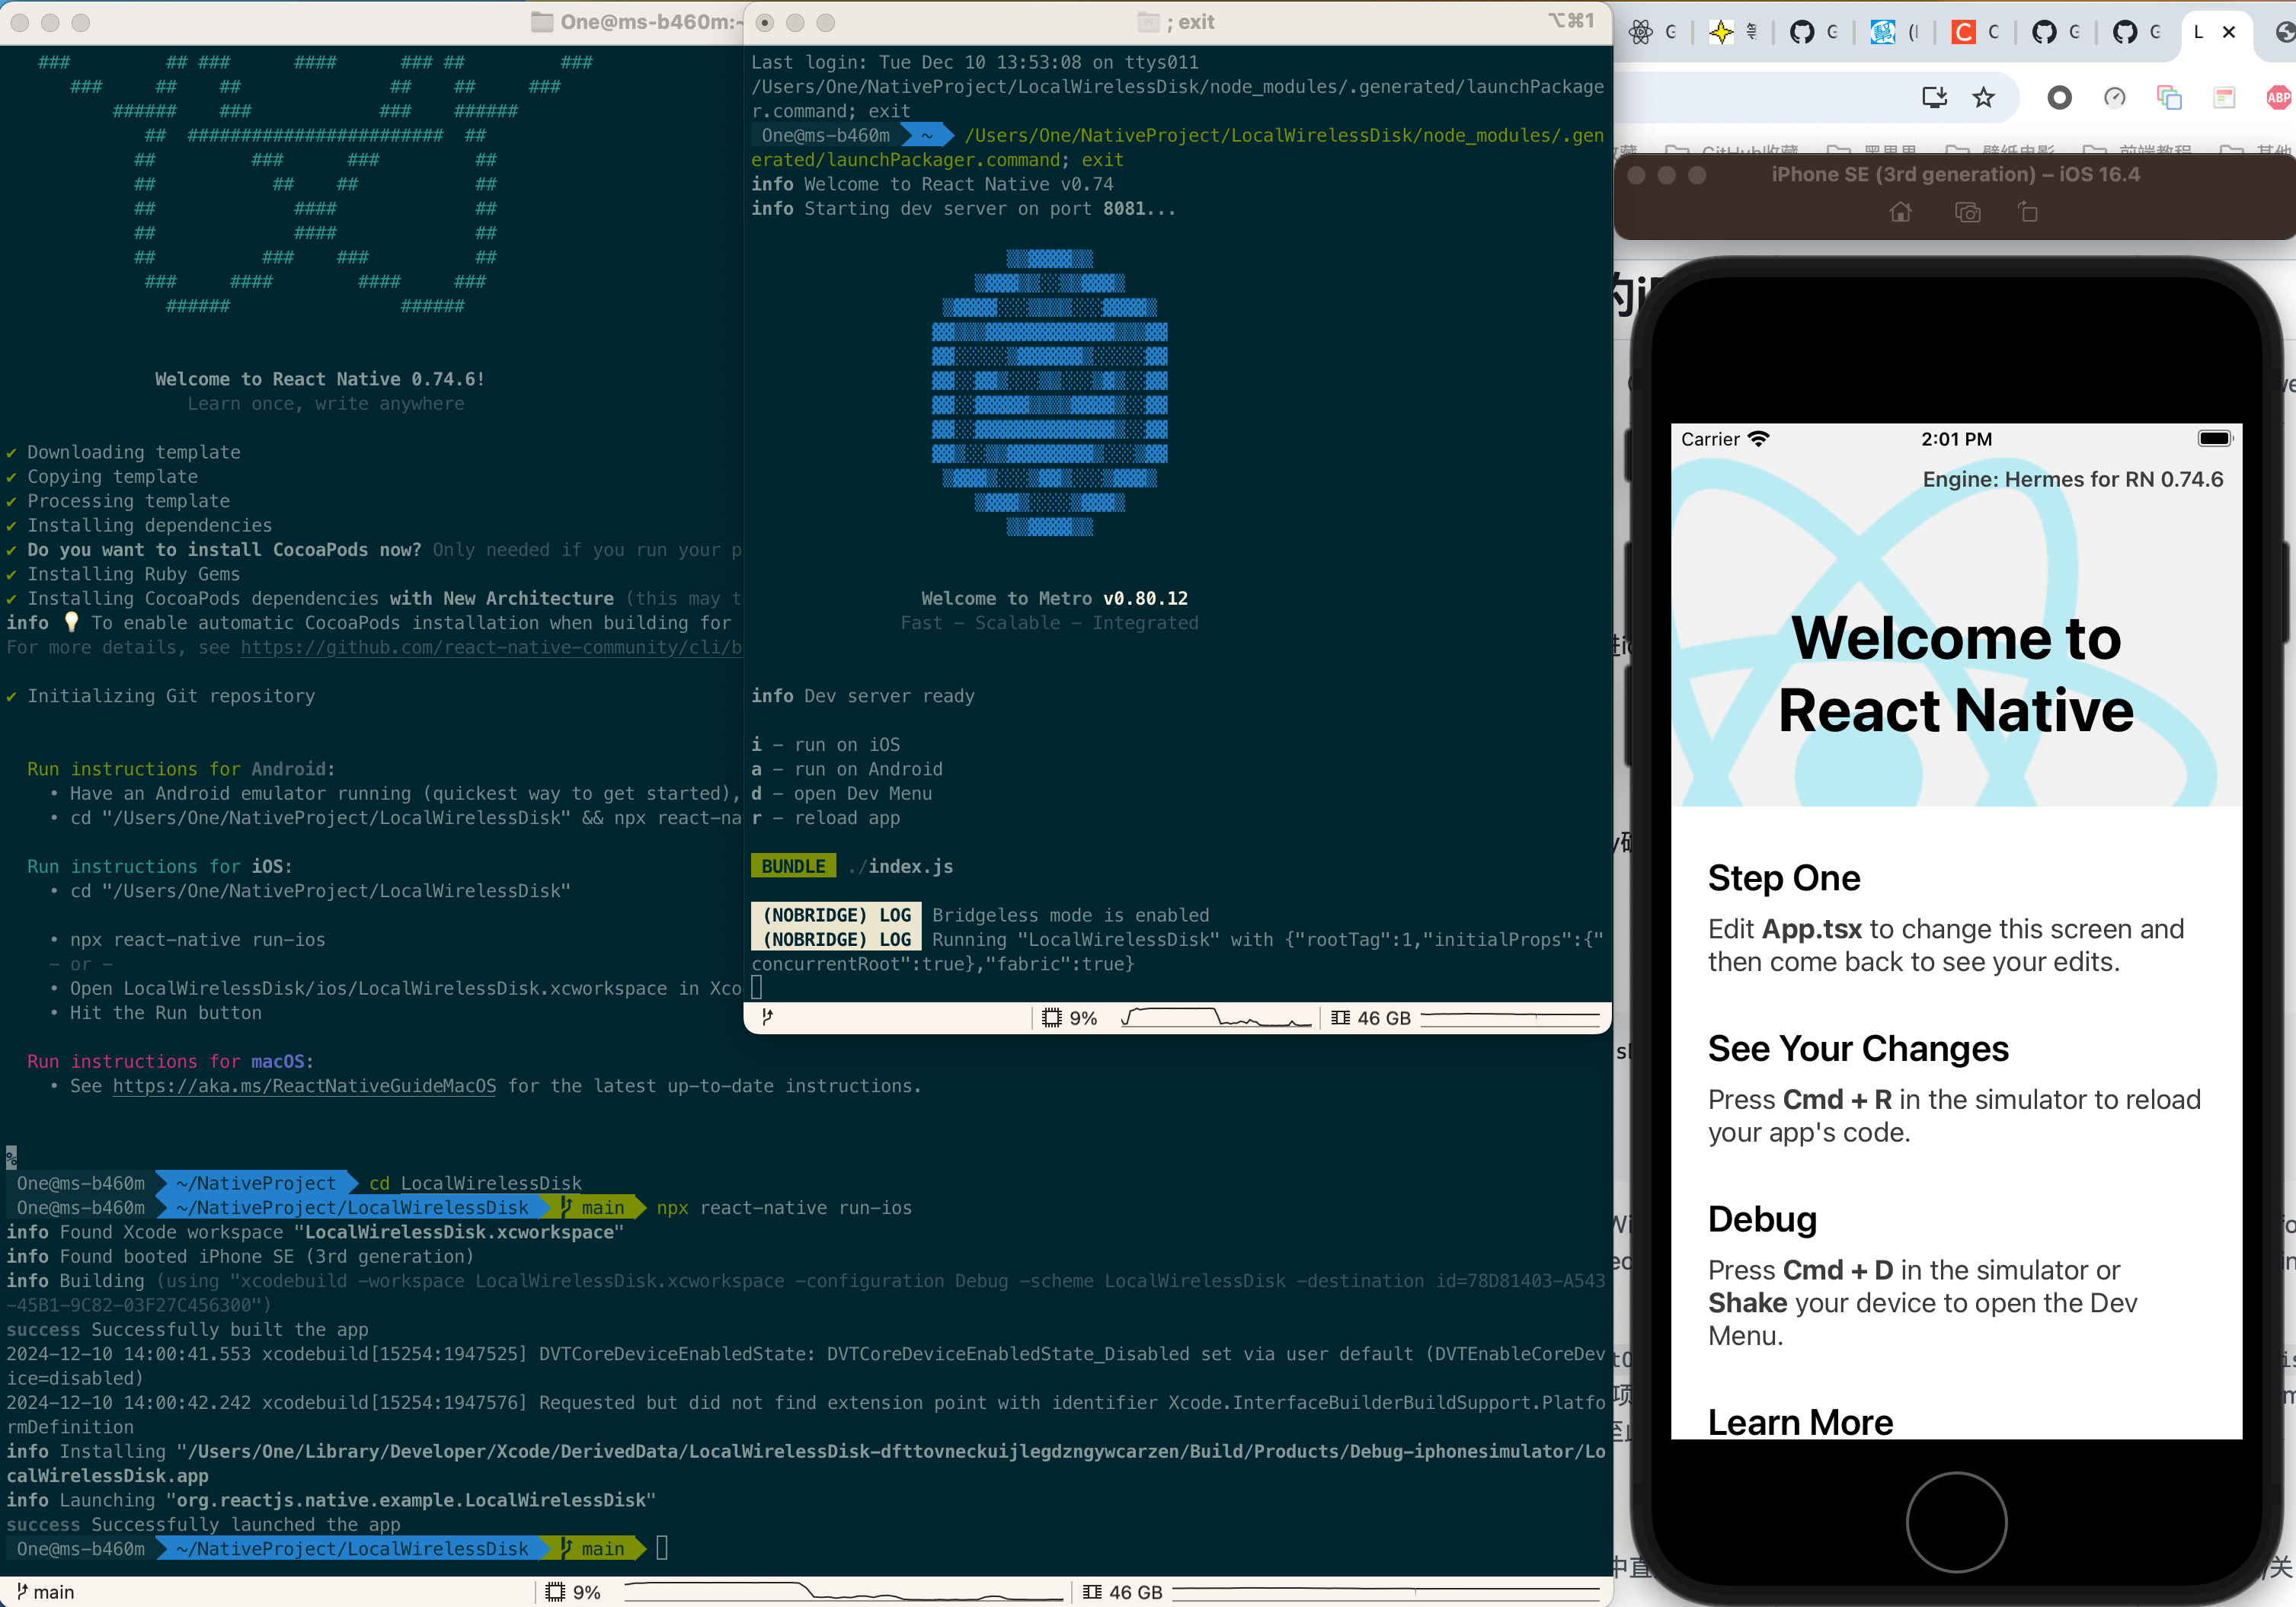 One@ms-b460m:~
Welcome to React Native 0.74.6!
Learn once, write anywhere
✔ Downloading template
✔ Copying template
✔ Processing template
✔ Installing dependencies
✔ Do you want to install CocoaPods now? Only needed if you run your p
✔ Installing Ruby Gems
✔ Installing CocoaPods dependencies with New Architecture (this may t
info 💡 To enable automatic CocoaPods installation when building for
For more details, see https://github.com/react-native-community/cli/b
✔ Initializing Git repository
Run instructions for Android:
• Have an Android emulator running (quickest way to get started),
• cd "/Users/One/NativeProject/LocalWirelessDisk" && npx react-na
Run instructions for iOS:
• cd "/Users/One/NativeProject/LocalWirelessDisk"
• npx react-native run-ios
– or –
• Open LocalWirelessDisk/ios/LocalWirelessDisk.xcworkspace in Xco
• Hit the Run button
Run instructions for macOS:
• See https://aka.ms/ReactNativeGuideMacOS for the latest up-to-date instructions.
%
One@ms-b460m ~/NativeProject cd LocalWirelessDisk
One@ms-b460m ~/NativeProject/LocalWirelessDisk main npx react-native run-ios
info Found Xcode workspace "LocalWirelessDisk.xcworkspace"
info Found booted iPhone SE (3rd generation)
info Building (using "xcodebuild -workspace LocalWirelessDisk.xcworkspace -configuration Debug -scheme LocalWirelessDisk -destination id=78D81403-A543
-45B1-9C82-03F27C456300")
success Successfully built the app
2024-12-10 14:00:41.553 xcodebuild[15254:1947525] DVTCoreDeviceEnabledState: DVTCoreDeviceEnabledState_Disabled set via user default (DVTEnableCoreDev
ice=disabled)
2024-12-10 14:00:42.242 xcodebuild[15254:1947576] Requested but did not find extension point with identifier Xcode.InterfaceBuilderBuildSupport.Platfo
rmDefinition
info Installing "/Users/One/Library/Developer/Xcode/DerivedData/LocalWirelessDisk-dfttovneckuijlegdzngywcarzen/Build/Products/Debug-iphonesimulator/Lo
calWirelessDisk.app
info Launching "org.reactjs.native.example.LocalWirelessDisk"
success Successfully launched the app
One@ms-b460m ~/NativeProject/LocalWirelessDisk main
main 9% 46 GB
; exit ⌥⌘1
Last login: Tue Dec 10 13:53:08 on ttys011
/Users/One/NativeProject/LocalWirelessDisk/node_modules/.generated/launchPackage
r.command; exit
One@ms-b460m ~ /Users/One/NativeProject/LocalWirelessDisk/node_modules/.gen
erated/launchPackager.command; exit
info Welcome to React Native v0.74
info Starting dev server on port 8081...
Welcome to Metro v0.80.12
Fast – Scalable – Integrated
info Dev server ready
i – run on iOS
a – run on Android
d – open Dev Menu
r – reload app
BUNDLE ./index.js
(NOBRIDGE) LOG Bridgeless mode is enabled
(NOBRIDGE) LOG Running "LocalWirelessDisk" with {"rootTag":1,"initialProps":{"
concurrentRoot":true},"fabric":true}
9% 46 GB
ABP
iPhone SE (3rd generation) – iOS 16.4
Carrier 2:01 PM
Engine: Hermes for RN 0.74.6
Welcome to
React Native
Step One
Edit App.tsx to change this screen and
then come back to see your edits.
See Your Changes
Press Cmd + R in the simulator to reload
your app's code.
Debug
Press Cmd + D in the simulator or
Shake your device to open the Dev
Menu.
Learn More